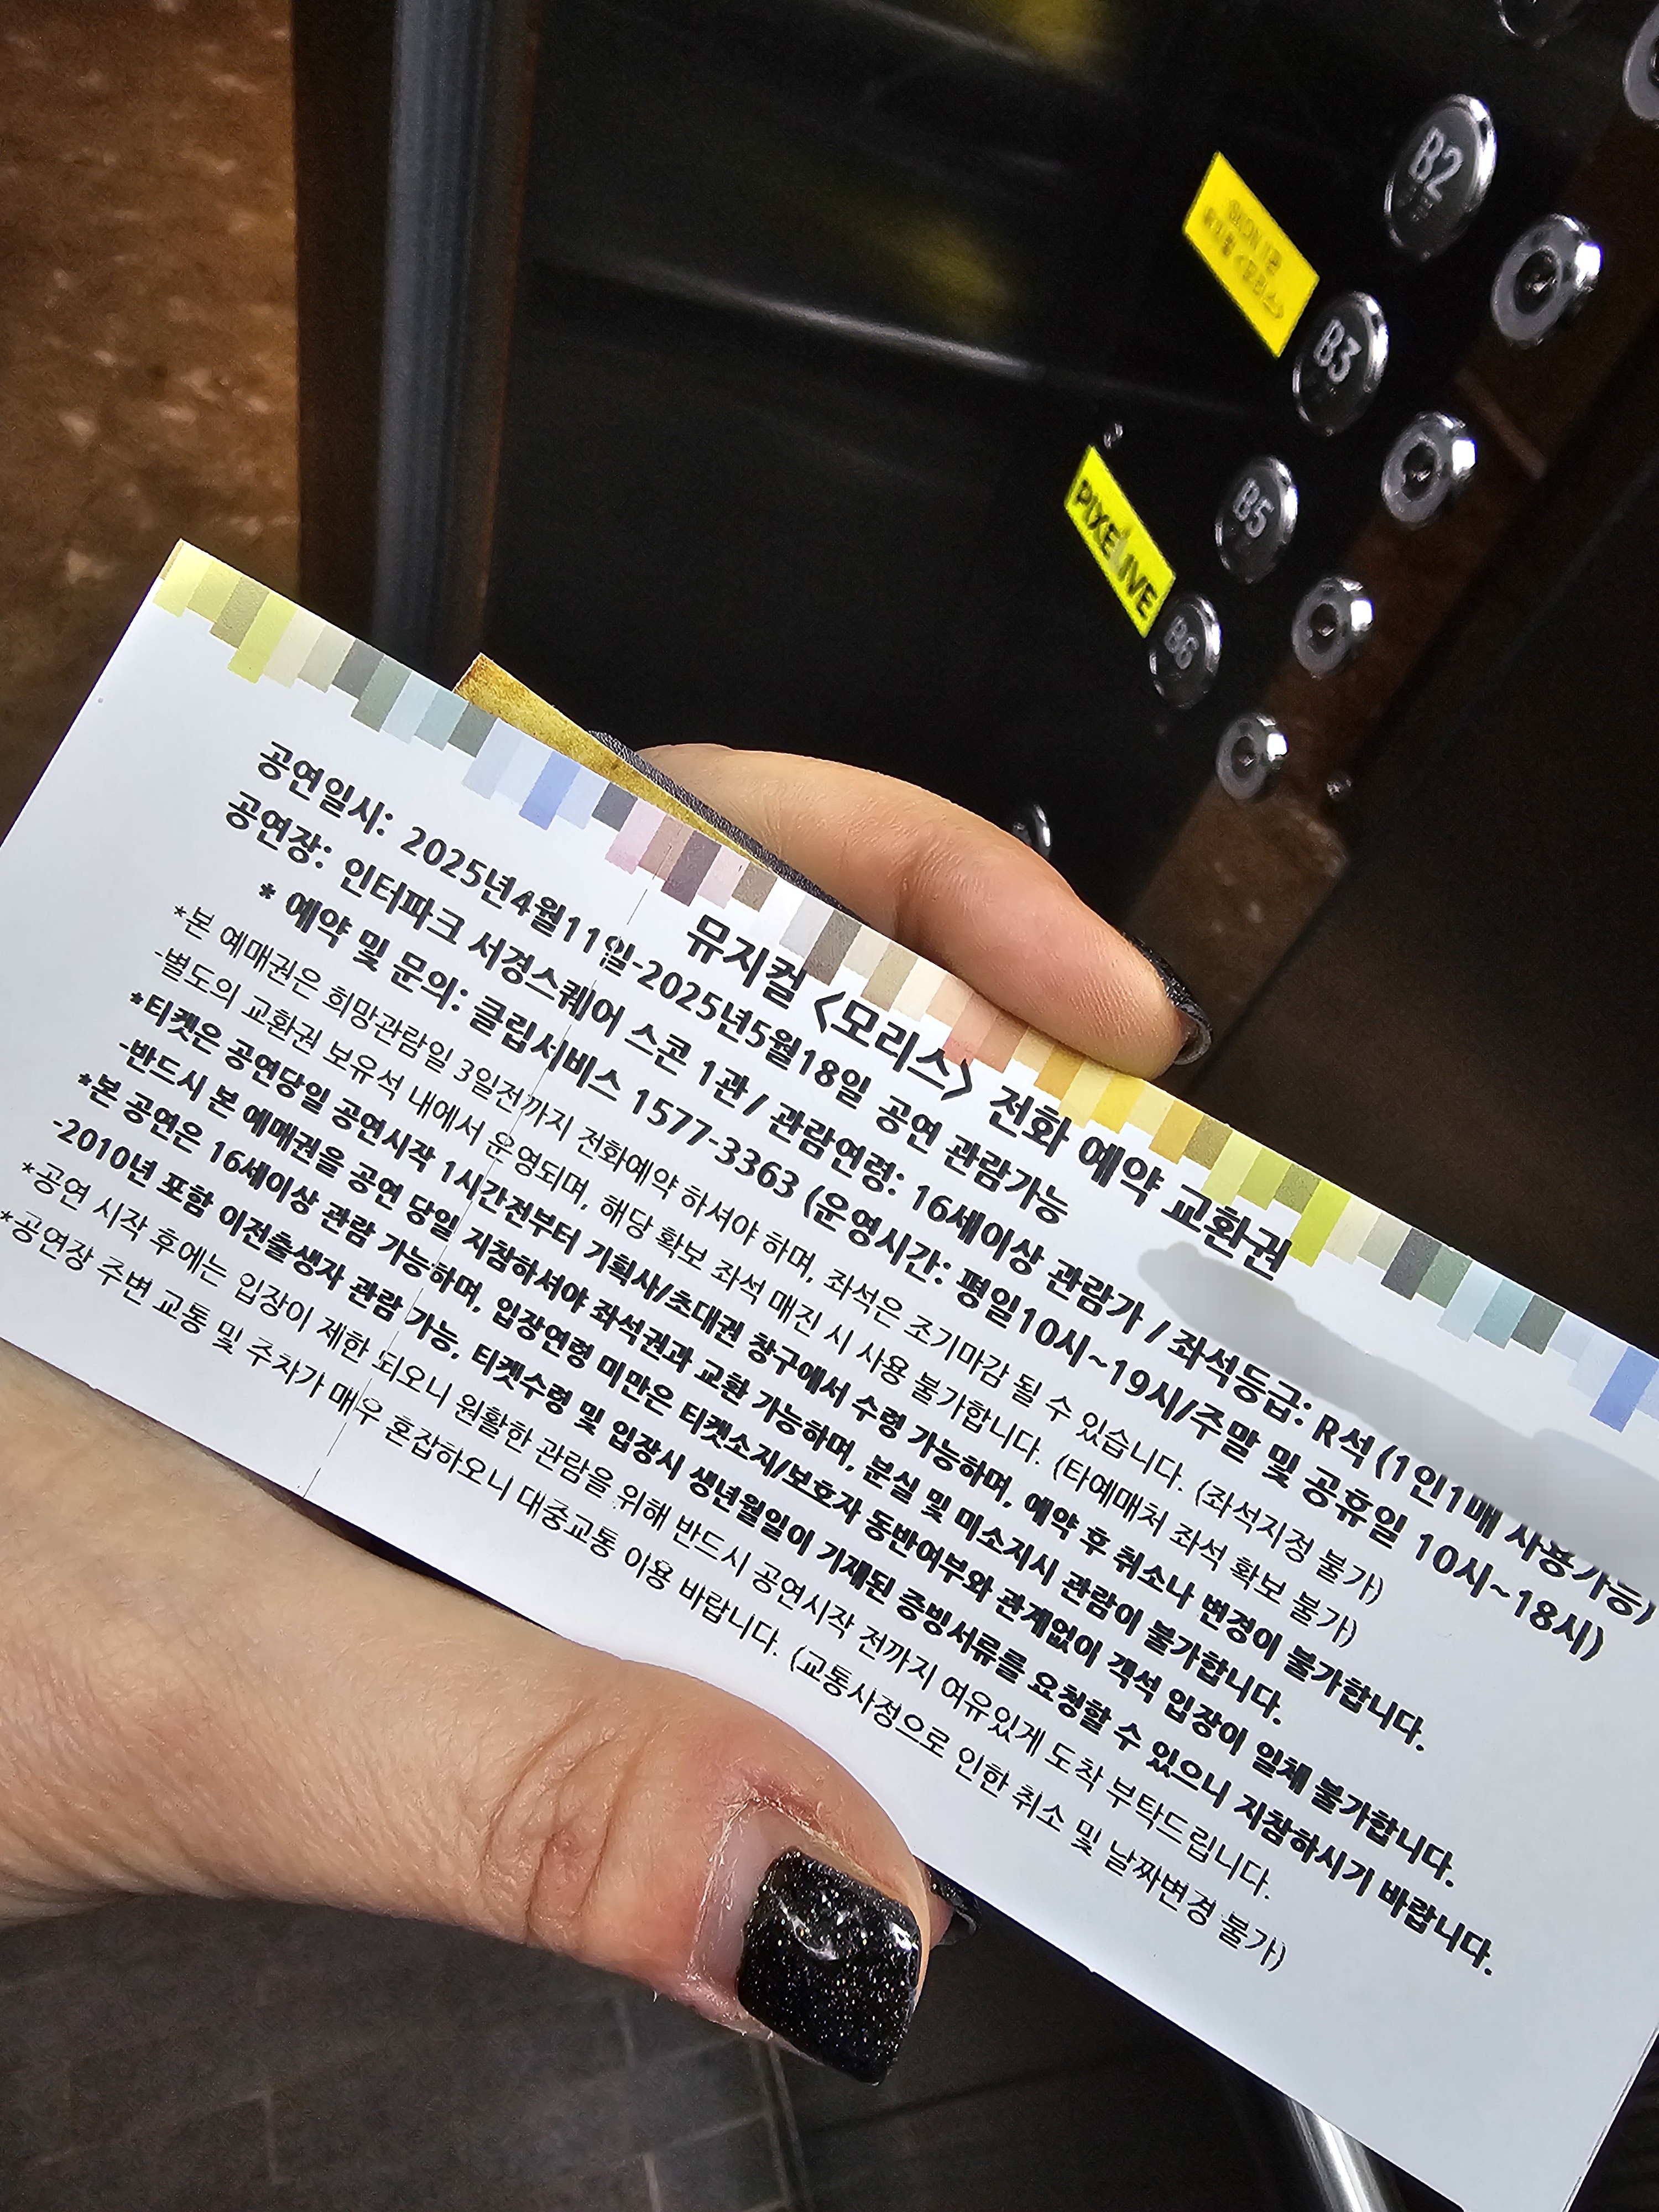 B2
B3
B5
PIXELIVE
B6
뮤지컬 <모리스> 전화 예약 교환권
공연일시: 2025년4월11일-2025년5월18일 공연 관람가능
공연장: 인터파크 서경스퀘어 스콘 1관 / 관람연령: 16세이상 관람가 / 좌석등급: R석 (1인1매 사용가능)
* 예약 및 문의: 클립서비스 1577-3363 (운영시간: 평일10시~19시/주말 및 공휴일 10시~18시)
*본 예매권은 희망관람일 3일전까지 전화예약 하셔야 하며, 좌석은 조기마감 될 수 있습니다. (좌석지정 불가)
-별도의 교환권 보유석 내에서 운영되며, 해당 확보 좌석 매진 시 사용 불가합니다. (타예매처 좌석 확보 불가)
*티켓은 공연당일 공연시작 1시간전부터 기획사/초대권 창구에서 수령 가능하며, 예약 후 취소나 변경이 불가합니다.
-반드시 본 예매권을 공연 당일 지참하셔야 좌석권과 교환 가능하며, 분실 및 미소지시 관람이 불가합니다.
*본 공연은 16세이상 관람 가능하며, 입장연령 미만은 티켓소지/보호자 동반여부와 관계없이 객석 입장이 일체 불가합니다.
-2010년 포함 이전출생자 관람 가능, 티켓수령 및 입장시 생년월일이 기재된 증빙서류를 요청할 수 있으니 지참하시기 바랍니다.
*공연 시작 후에는 입장이 제한 되오니 원활한 관람을 위해 반드시 공연시작 전까지 여유있게 도착 부탁드립니다.
*공연장 주변 교통 및 주차가 매우 혼잡하오니 대중교통 이용 바랍니다. (교통사정으로 인한 취소 및 날짜변경 불가)